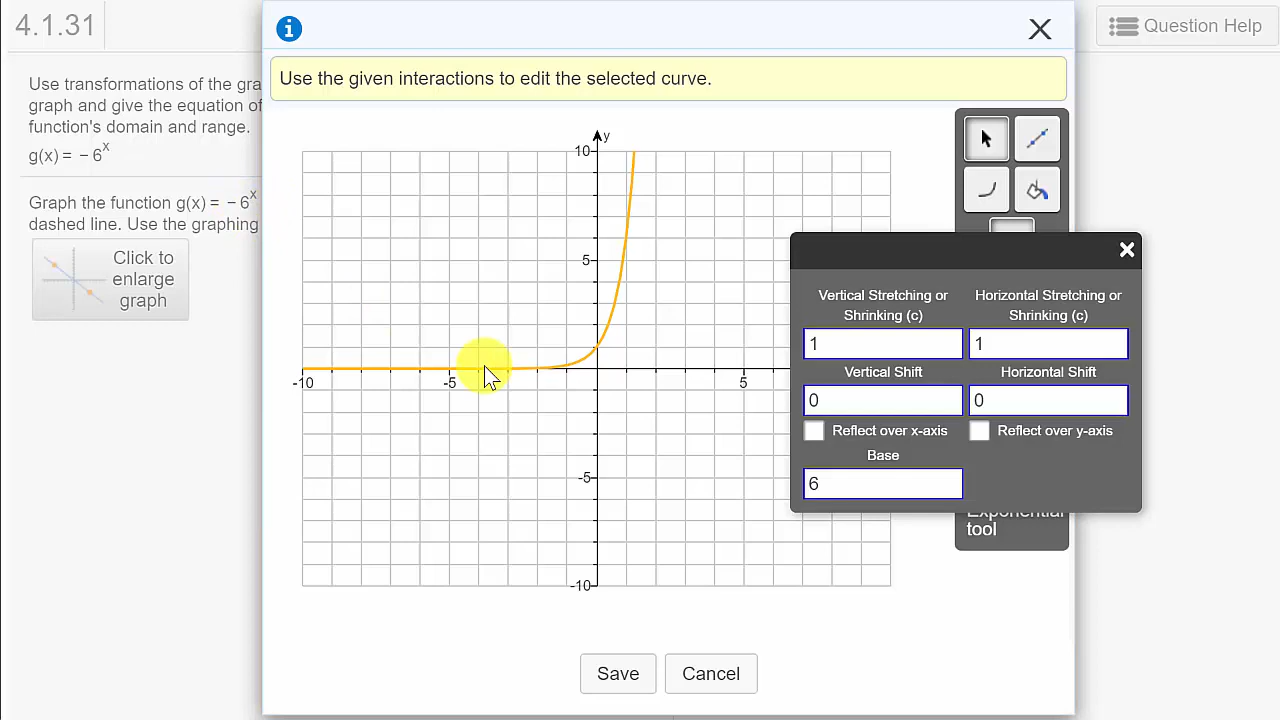 4.1.31
Question Help
Use the given interactions to edit the selected curve.
Use transformations of the gra
graph and give the equation of
function's domain and range.
g(x) = − 6^x
Graph the function g(x) = − 6^x
dashed line. Use the graphing
Click to
enlarge
graph
y
10
5
-10
-5
5
-5
-10
Vertical Stretching or
Shrinking (c)
Horizontal Stretching or
Shrinking (c)
1
1
Vertical Shift
Horizontal Shift
0
0
Reflect over x-axis
Reflect over y-axis
Base
6
Exponential
tool
Save
Cancel